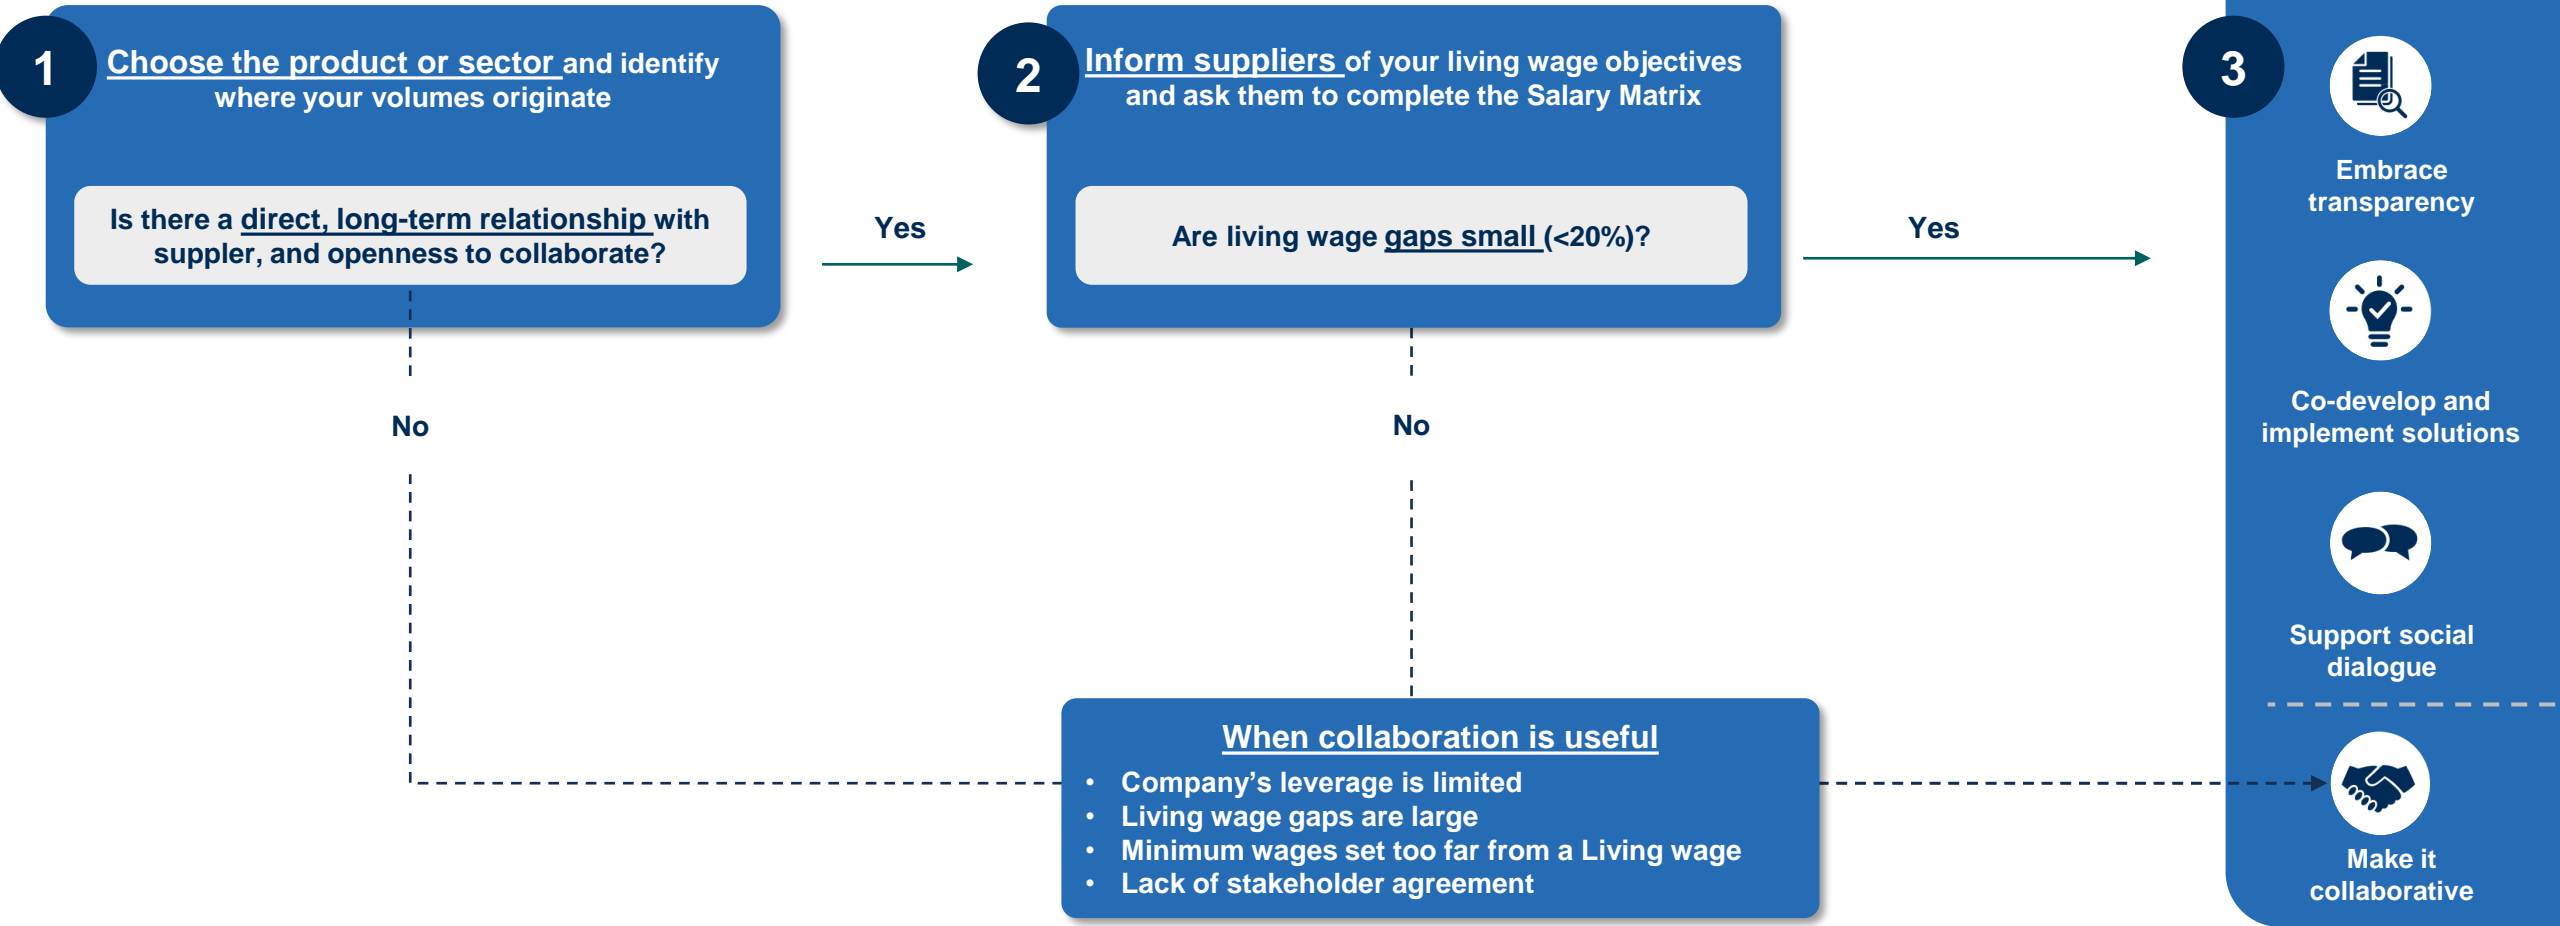 1
Choose the product or sector and identify
where your volumes originate
Is there a direct, long-term relationship with
suppler, and openness to collaborate?
Yes
No
2
Inform suppliers of your living wage objectives
and ask them to complete the Salary Matrix
Are living wage gaps small (<20%)?
Yes
No
When collaboration is useful
• Company’s leverage is limited
• Living wage gaps are large
• Minimum wages set too far from a Living wage
• Lack of stakeholder agreement
3
Embrace
transparency
Co-develop and
implement solutions
Support social
dialogue
Make it
collaborative